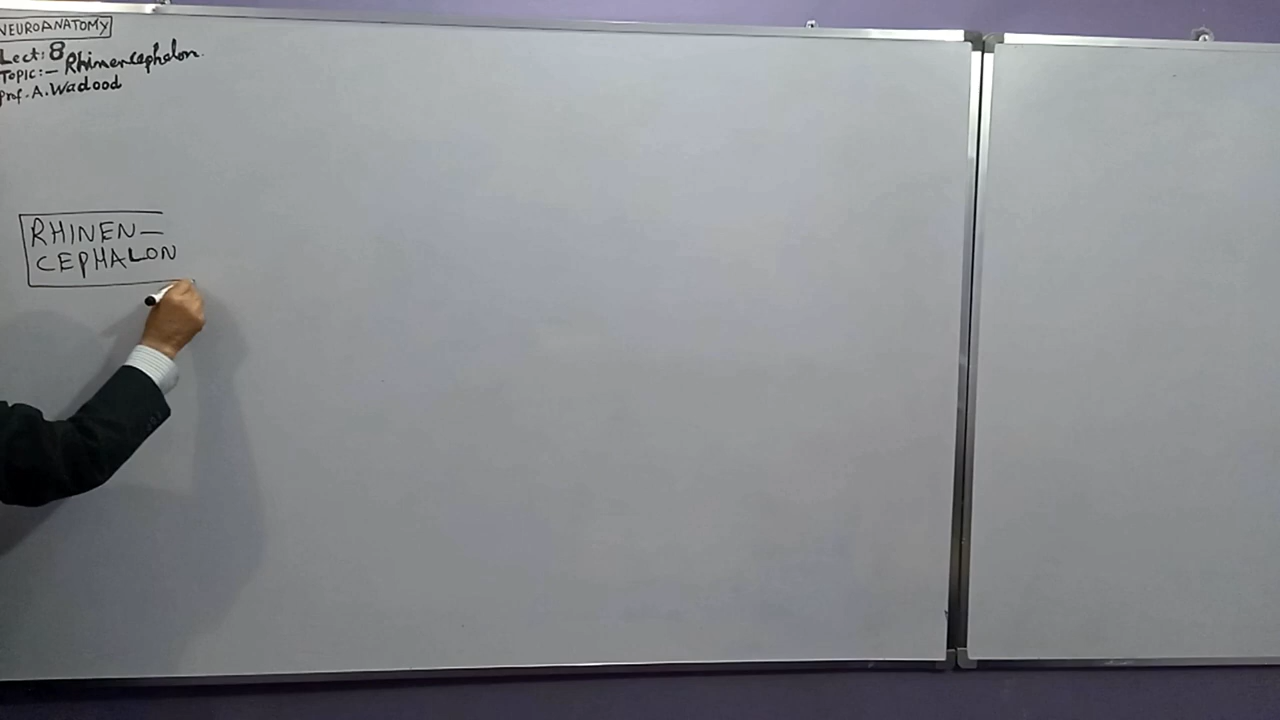 NEUROANATOMY
Lect: 8
TOPIC:- Rhinencephalon.
Prof. A. Wadood
RHINEN-
CEPHALON